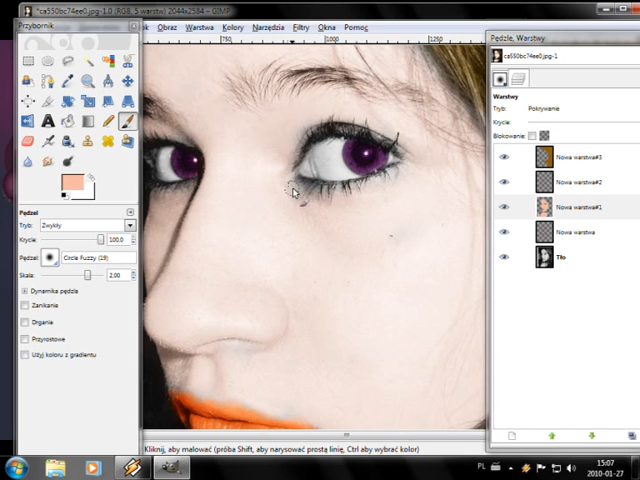 *ca550bc74ee0.jpg-1.0 (RGB, 5 warstw) 2044x2584 – GIMP
Przybornik
Obraz Warstwa Kolory Narzędzia Filtry Okna Pomoc
750 1000 1250
Pędzel
Tryb: Zwykły
Krycie: 100,0
Pędzel: Circle Fuzzy (19)
Skala: 2,00
Dynamika pędzla
Zanikanie
Drganie
Przyrostowe
Użyj koloru z gradientu
Pędzle, Warstwy
ca550bc74ee0.jpg-1
Warstwy
Tryb: Pokrywanie
Krycie:
Blokowanie:
Nowa warstwa#3
Nowa warstwa#2
Nowa warstwa#1
Nowa warstwa
Tło
Kliknij, aby malować (próba Shift, aby narysować prostą linię, Ctrl aby wybrać kolor)
PL
15:07
2010-01-27